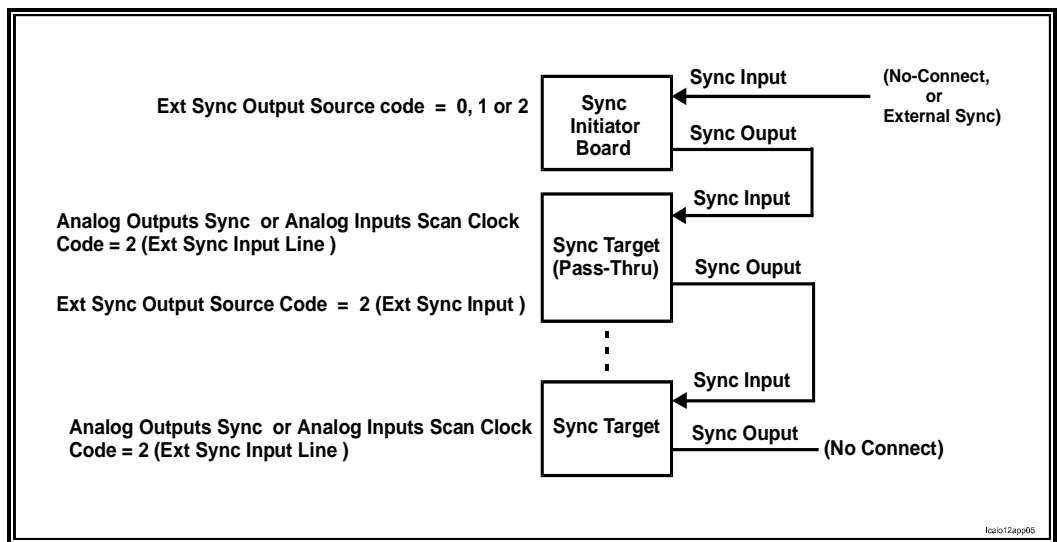 Sync Input
(No-Connect,
or
External Sync)
Ext Sync Output Source code = 0, 1 or 2
Sync
Initiator
Board
Sync Ouput
Sync Input
Analog Outputs Sync or Analog Inputs Scan Clock
Code = 2 (Ext Sync Input Line )
Sync Target
(Pass-Thru)
Sync Ouput
Ext Sync Output Source Code = 2 (Ext Sync Input )
Sync Input
Analog Outputs Sync or Analog Inputs Scan Clock
Code = 2 (Ext Sync Input Line )
Sync Target
Sync Ouput
(No Connect)
lcaio12app05